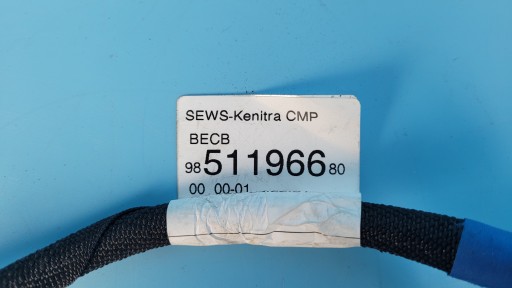 SEWS-Kenitra CMP
BECB
98 511966 80
00 00-01